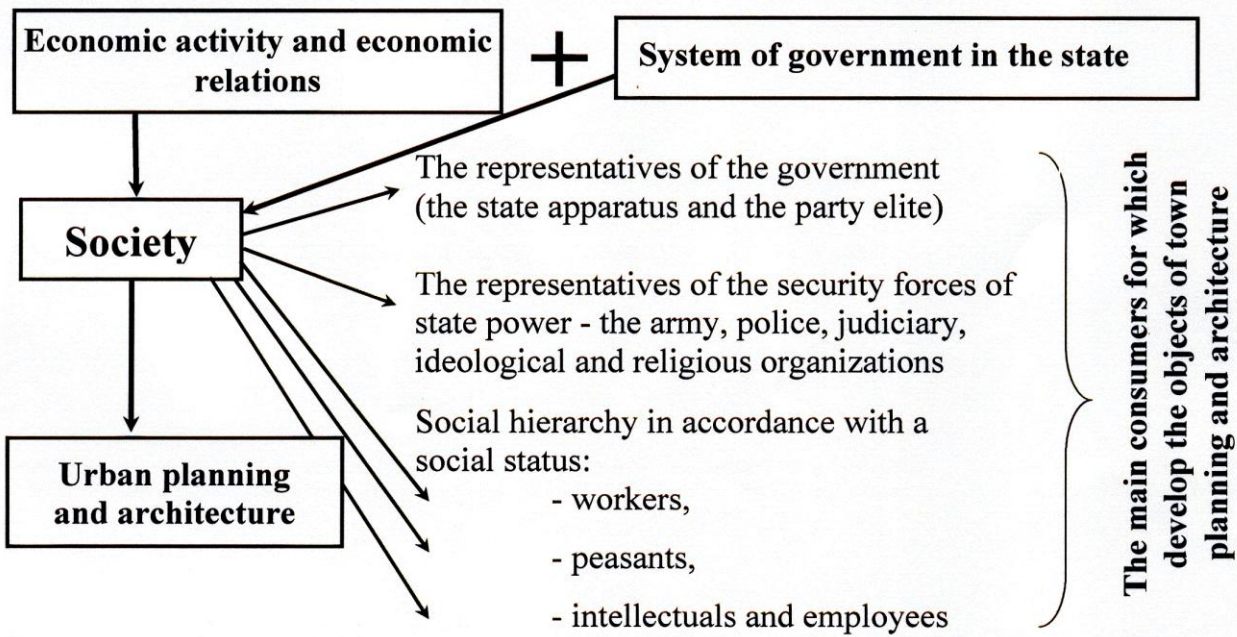 Economic activity and economic
relations
+
System of government in the state
Society
The representatives of the government
(the state apparatus and the party elite)
The representatives of the security forces of
state power - the army, police, judiciary,
ideological and religious organizations
Social hierarchy in accordance with a
social status:
- workers,
- peasants,
- intellectuals and employees
Urban planning
and architecture
The main consumers for which
develop the objects of town
planning and architecture